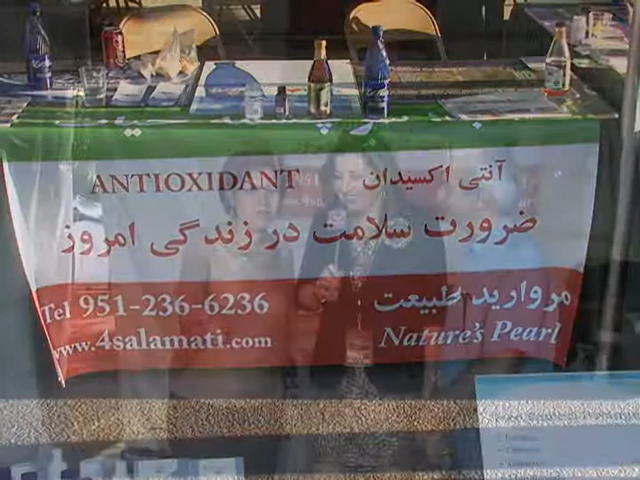 ANTIOXIDANT آنتی اکسیدان
ضرورت سلامت در زندگی امروز
Tel 951-236-6236 مروارید طبیعت
www.4salamati.com Nature's Pearl